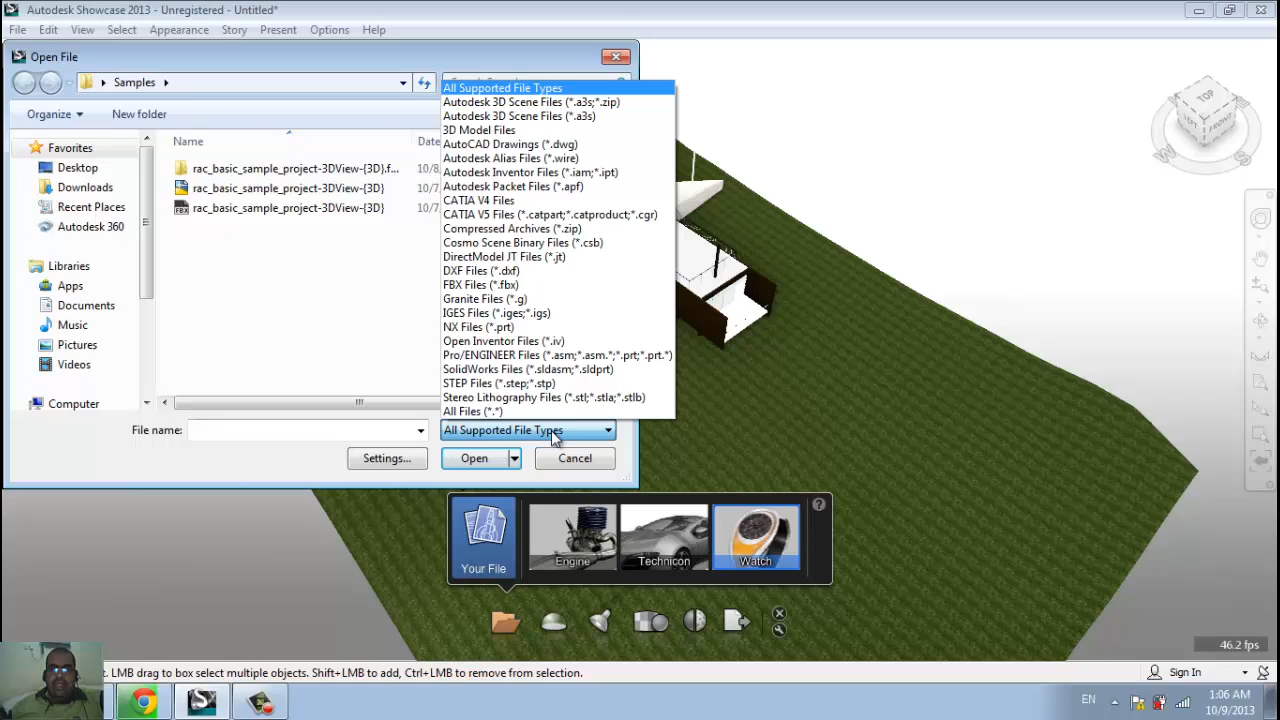 Autodesk Showcase 2013 - Unregistered - Untitled*
File Edit View Select Appearance Story Present Options Help
Open File
Samples
Organize New folder
Name
Date
Favorites
Desktop
Downloads
Recent Places
Autodesk 360
Libraries
Apps
Documents
Music
Pictures
Videos
Computer
rac_basic_sample_project-3DView-{3D}.f... 10/8,
rac_basic_sample_project-3DView-{3D} 10/7,
rac_basic_sample_project-3DView-{3D} 10/7,
All Supported File Types
Autodesk 3D Scene Files (*.a3s;*.zip)
Autodesk 3D Scene Files (*.a3s)
3D Model Files
AutoCAD Drawings (*.dwg)
Autodesk Alias Files (*.wire)
Autodesk Inventor Files (*.iam;*.ipt)
Autodesk Packet Files (*.apf)
CATIA V4 Files
CATIA V5 Files (*.catpart;*.catproduct;*.cgr)
Compressed Archives (*.zip)
Cosmo Scene Binary Files (*.csb)
DirectModel JT Files (*.jt)
DXF Files (*.dxf)
FBX Files (*.fbx)
Granite Files (*.g)
IGES Files (*.iges;*.igs)
NX Files (*.prt)
Open Inventor Files (*.iv)
Pro/ENGINEER Files (*.asm;*.asm.*;*.prt;*.prt.*)
SolidWorks Files (*.sldasm;*.sldprt)
STEP Files (*.step;*.stp)
Stereo Lithography Files (*.stl;*.stla;*.stlb)
All Files (*.*)
File name:
All Supported File Types
Settings... Open Cancel
TOP
LEFT
FRONT
W
S
Your File
Engine
Technicon
Watch
46.2 fps
LMB drag to box select multiple objects. Shift+LMB to add, Ctrl+LMB to remove from selection.
Sign In
EN
1:06 AM
10/9/2013